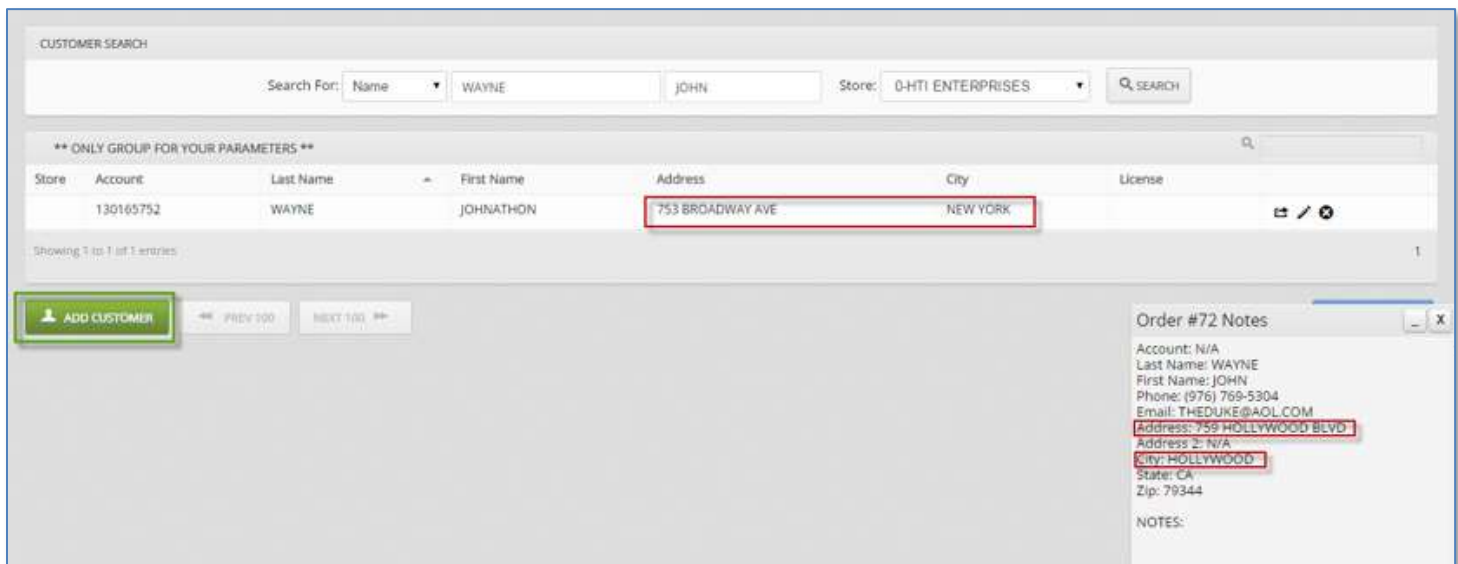 CUSTOMER SEARCH
Search For: Name WAYNE JOHN Store: 0-HTI ENTERPRISES SEARCH
** ONLY GROUP FOR YOUR PARAMETERS **
Store Account Last Name First Name Address City License
130165752 WAYNE JOHNATHON 753 BROADWAY AVE NEW YORK
Showing 1 to 1 of 1 entries 1
ADD CUSTOMER PREV 100 NEXT 100
Order #72 Notes _ X
Account: N/A
Last Name: WAYNE
First Name: JOHN
Phone: (976) 769-5304
Email: THEDUKE@AOL.COM
Address: 759 HOLLYWOOD BLVD
Address 2: N/A
City: HOLLYWOOD
State: CA
Zip: 79344
NOTES: